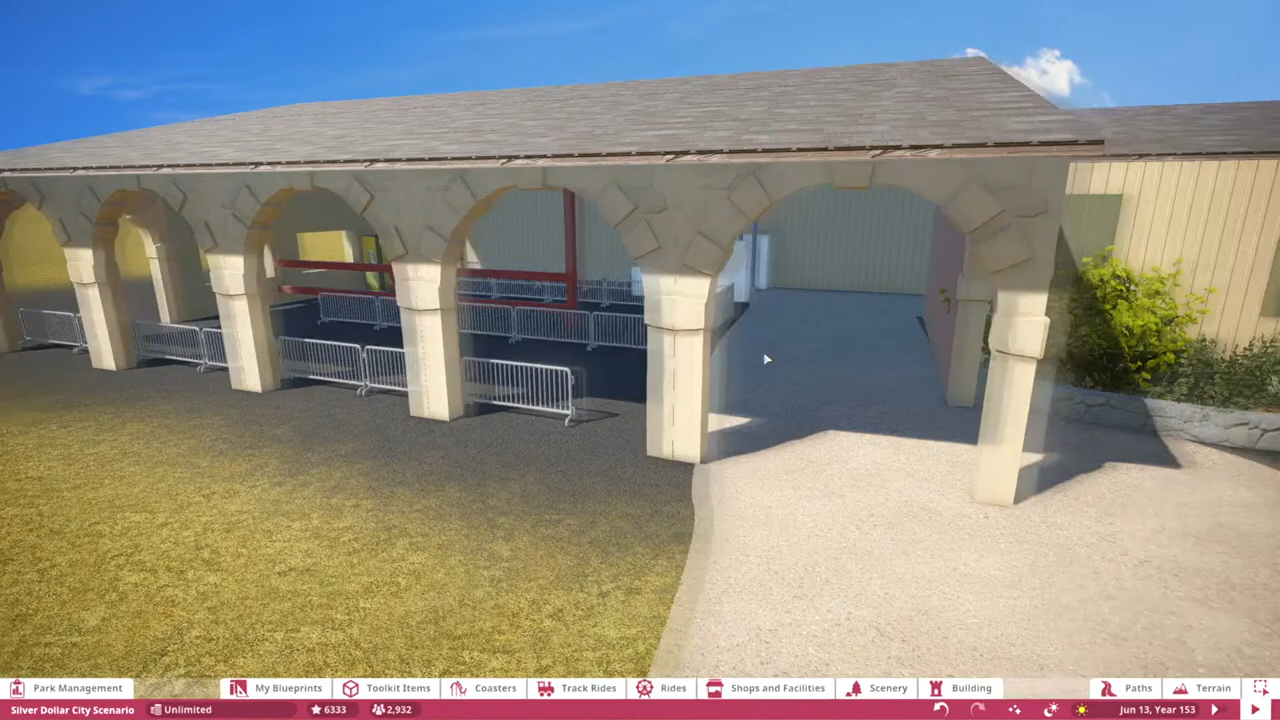 Park Management
My Blueprints
Toolkit Items
Coasters
Track Rides
Rides
Shops and Facilities
Scenery
Building
Paths
Terrain
Silver Dollar City Scenario
Unlimited
6333
2,932
Jun 13, Year 153